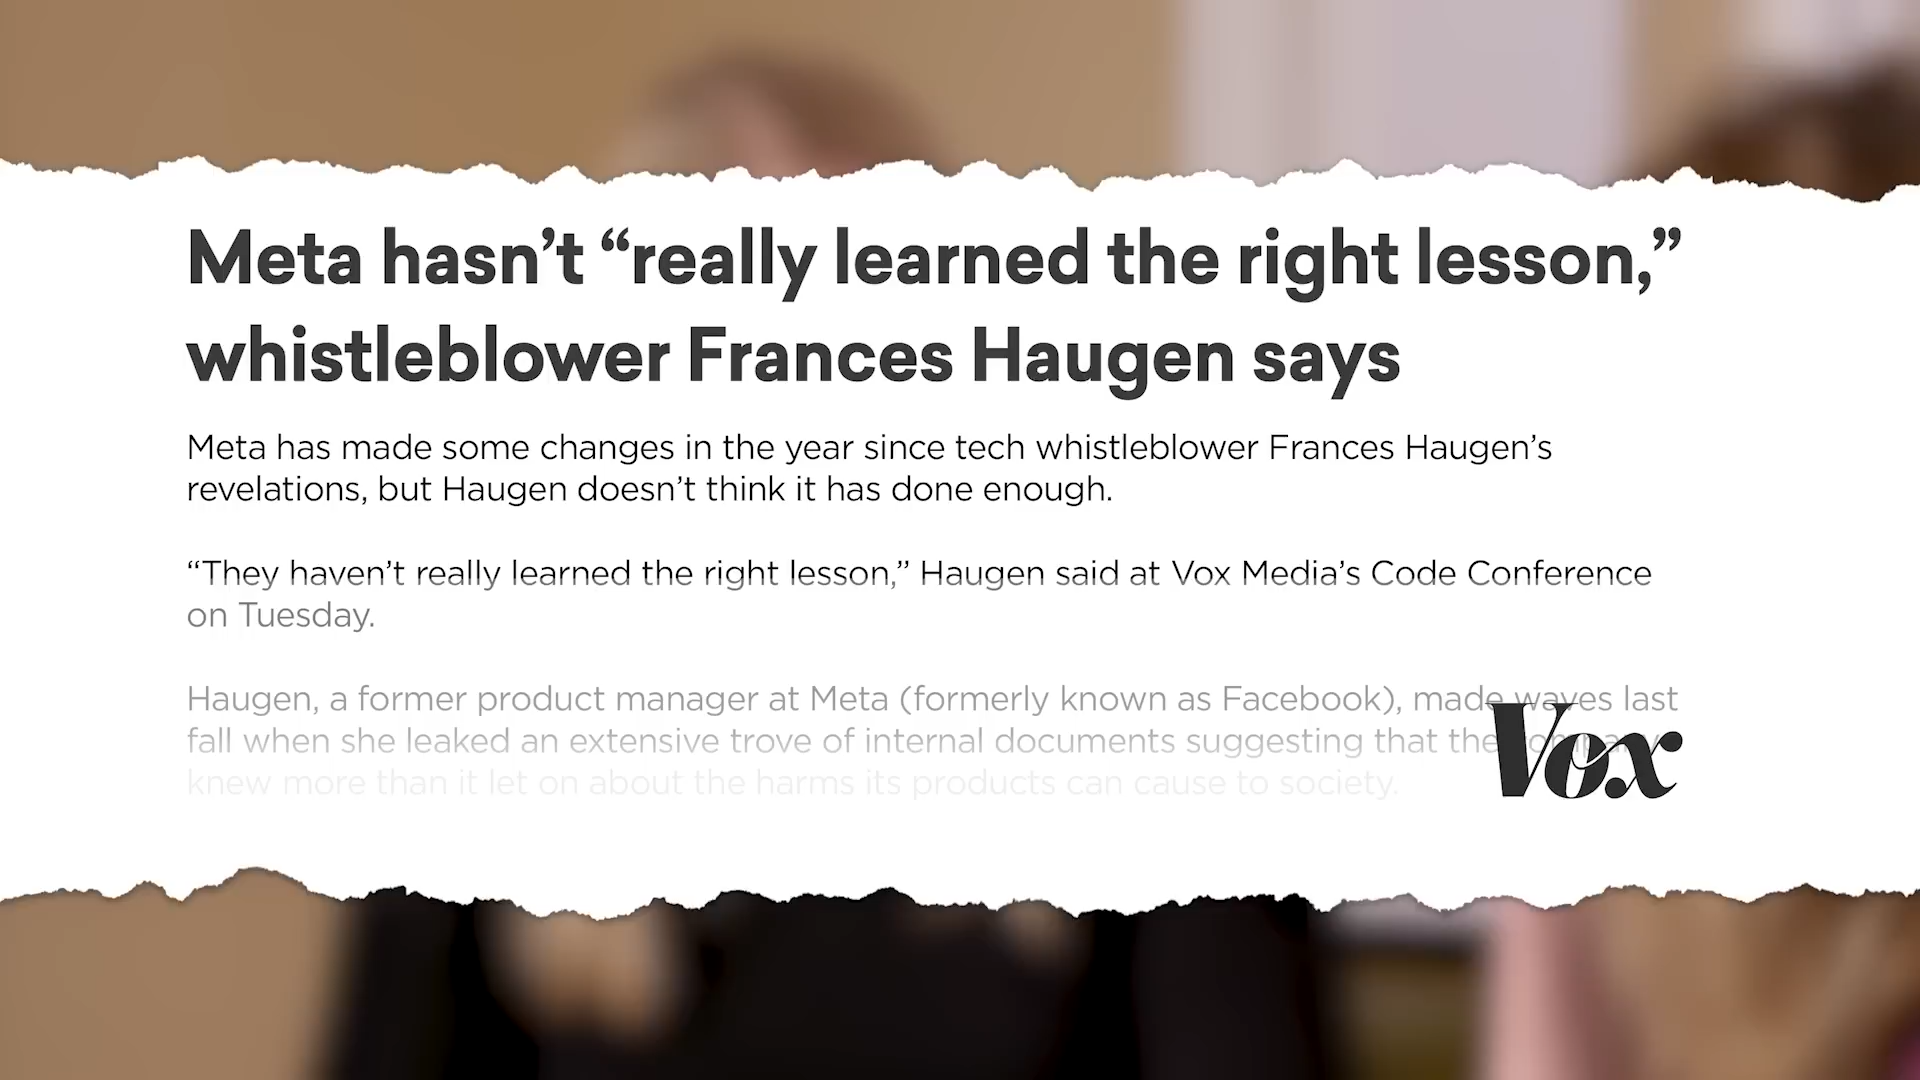 Meta hasn’t “really learned the right lesson,”
whistleblower Frances Haugen says
Meta has made some changes in the year since tech whistleblower Frances Haugen’s
revelations, but Haugen doesn’t think it has done enough.
“They haven’t really learned the right lesson,” Haugen said at Vox Media’s Code Conference
on Tuesday.
Haugen, a former product manager at Meta (formerly known as Facebook), made waves last
fall when she leaked an extensive trove of internal documents suggesting that the company
knew more than it let on about the harms its products can cause to society.
Vox